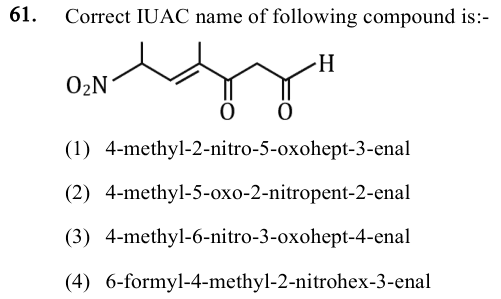 61. Correct IUAC name of following compound is:-
H
O₂N
O O
(1) 4-methyl-2-nitro-5-oxohept-3-enal
(2) 4-methyl-5-oxo-2-nitropent-2-enal
(3) 4-methyl-6-nitro-3-oxohept-4-enal
(4) 6-formyl-4-methyl-2-nitrohex-3-enal